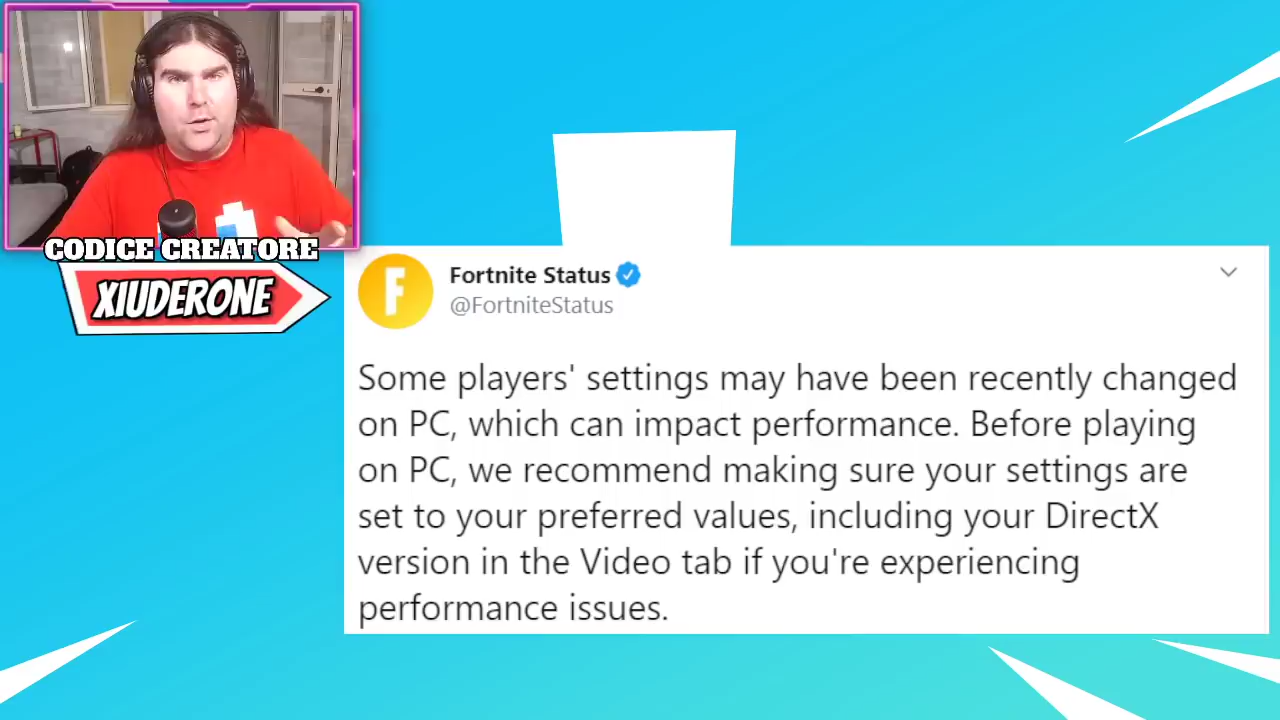 CODICE CREATORE
XIUDERONE
Fortnite Status
@FortniteStatus
Some players' settings may have been recently changed
on PC, which can impact performance. Before playing
on PC, we recommend making sure your settings are
set to your preferred values, including your DirectX
version in the Video tab if you're experiencing
performance issues.